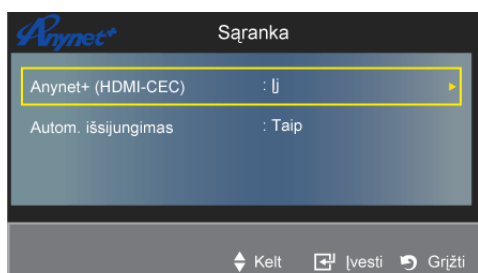 Anynet+ Sąranka
Anynet+ (HDMI-CEC) : Įj
Autom. išsijungimas : Taip
Kelt Įvesti Grįžti